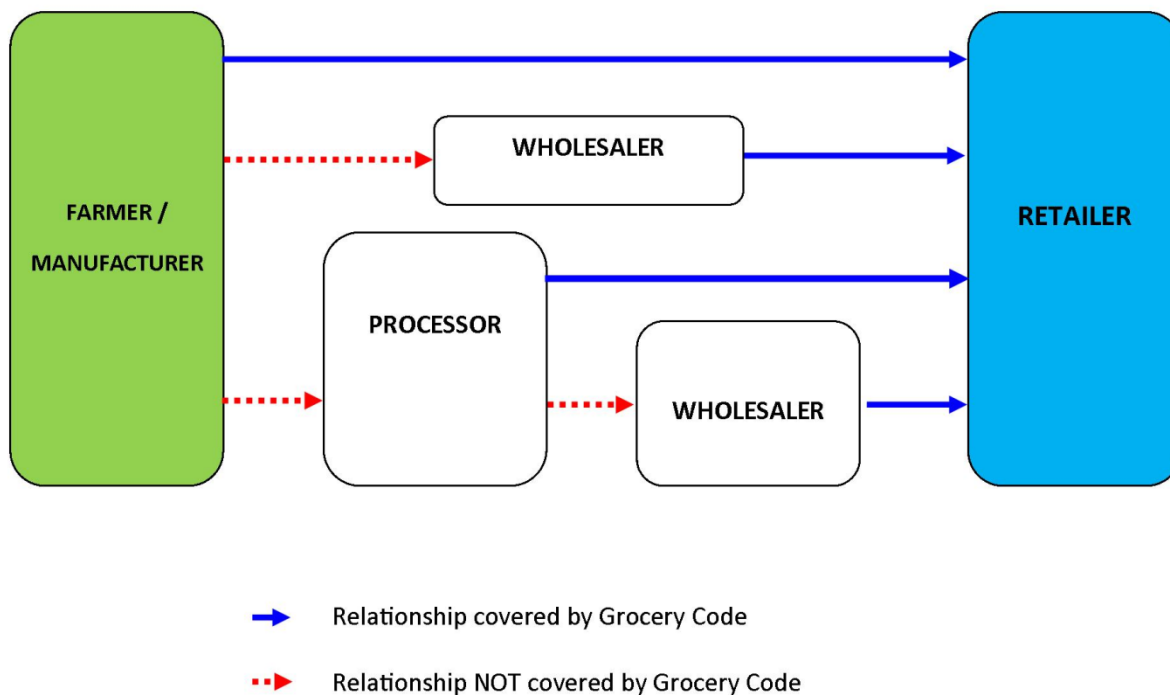 WHOLESALER
FARMER /
MANUFACTURER
RETAILER
PROCESSOR
WHOLESALER
Relationship covered by Grocery Code
Relationship NOT covered by Grocery Code